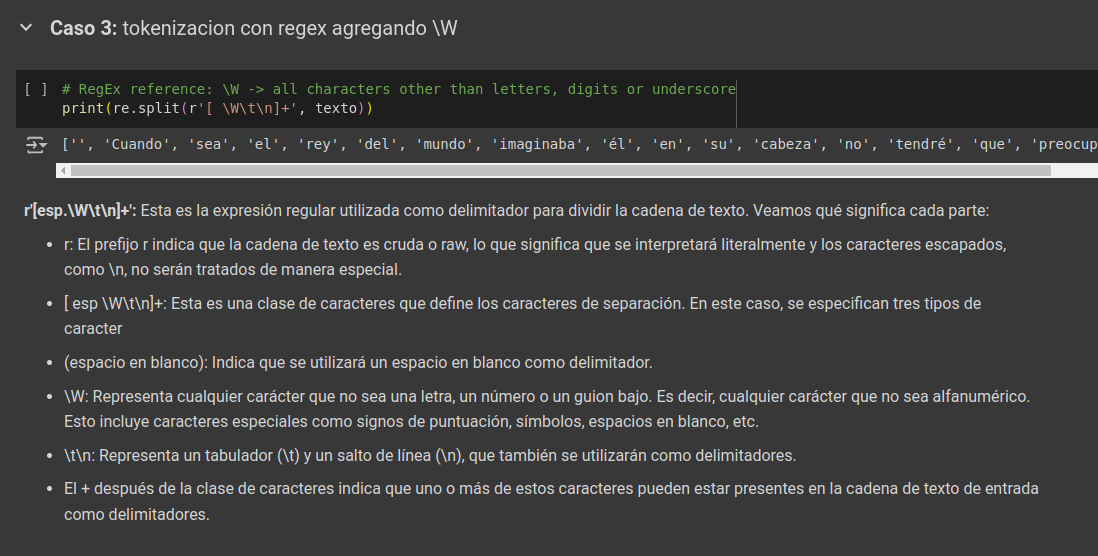 Caso 3: tokenizacion con regex agregando \W
[ ] # RegEx reference: \W -> all characters other than letters, digits or underscore
print(re.split(r'[ \W\t\n]+', texto))
['', 'Cuando', 'sea', 'el', 'rey', 'del', 'mundo', 'imaginaba', 'él', 'en', 'su', 'cabeza', 'no', 'tendré', 'que', 'preocup
r'[esp.\W\t\n]+': Esta es la expresión regular utilizada como delimitador para dividir la cadena de texto. Veamos qué significa cada parte:
• r: El prefijo r indica que la cadena de texto es cruda o raw, lo que significa que se interpretará literalmente y los caracteres escapados,
como \n, no serán tratados de manera especial.
• [ esp \W\t\n]+: Esta es una clase de caracteres que define los caracteres de separación. En este caso, se especifican tres tipos de
caracter
• (espacio en blanco): Indica que se utilizará un espacio en blanco como delimitador.
• \W: Representa cualquier carácter que no sea una letra, un número o un guion bajo. Es decir, cualquier carácter que no sea alfanumérico.
Esto incluye caracteres especiales como signos de puntuación, símbolos, espacios en blanco, etc.
• \t\n: Representa un tabulador (\t) y un salto de línea (\n), que también se utilizarán como delimitadores.
• El + después de la clase de caracteres indica que uno o más de estos caracteres pueden estar presentes en la cadena de texto de entrada
como delimitadores.